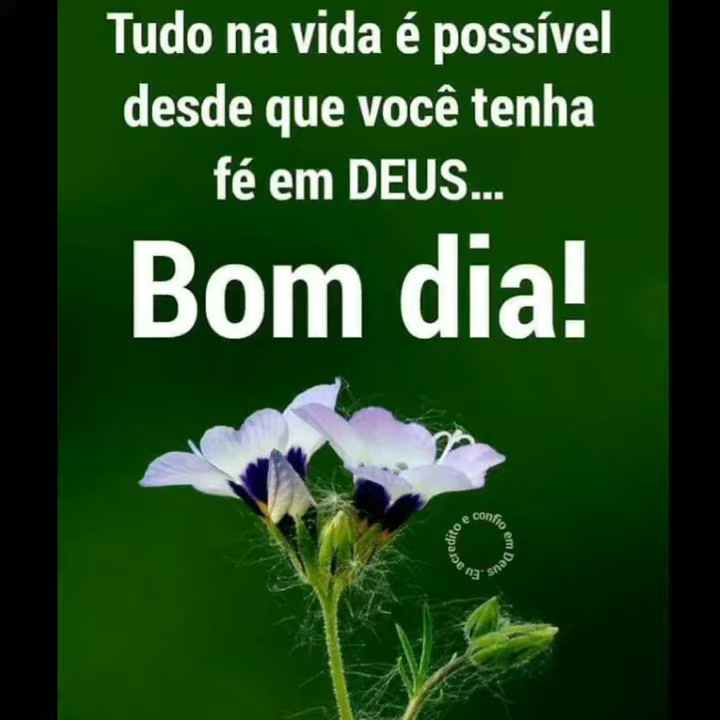 Tudo na vida é possível
desde que você tenha
fé em DEUS...
Bom dia!
Eu acredito e confio em Deus.